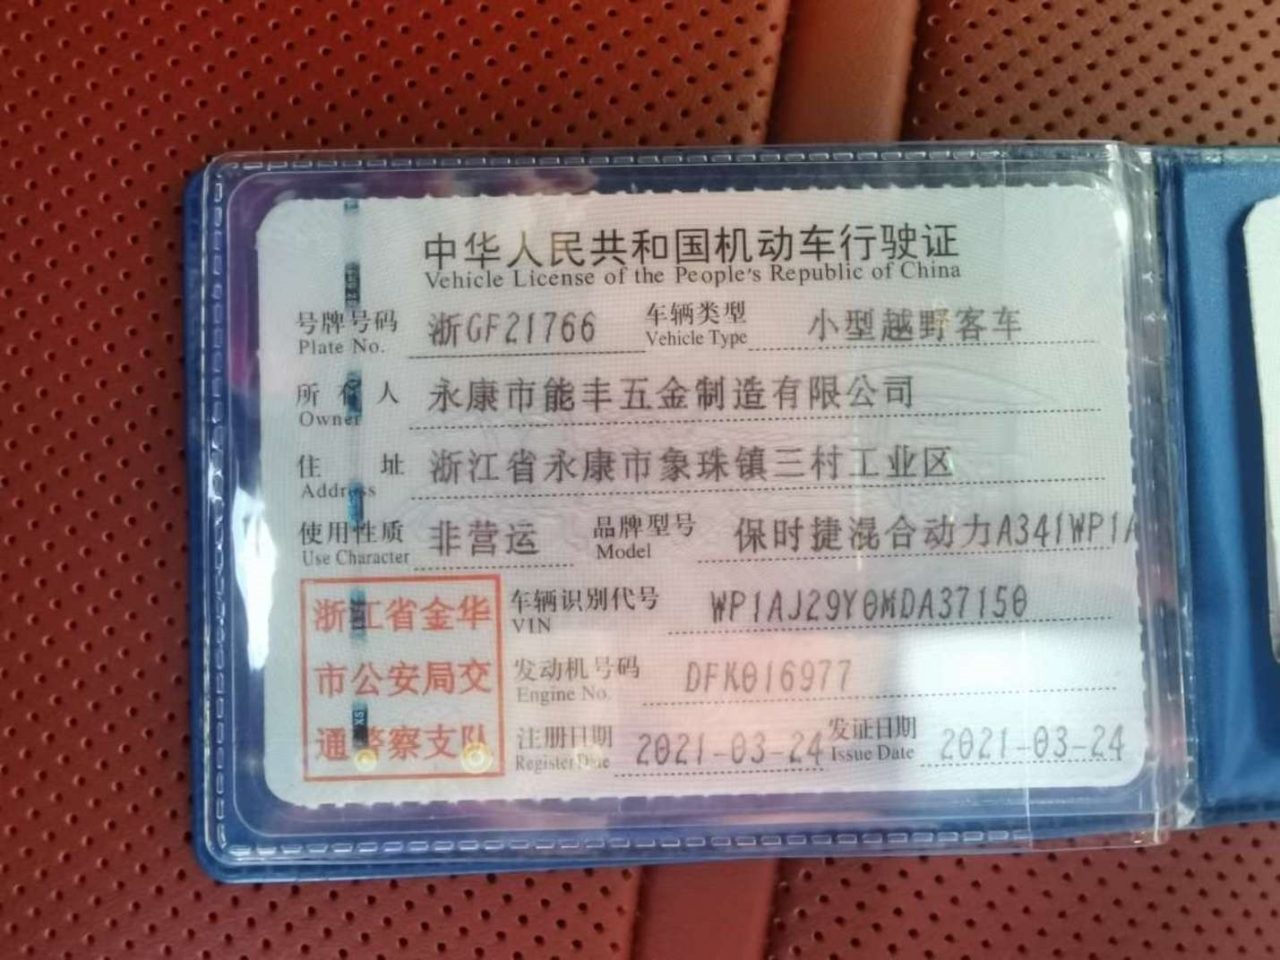 中华人民共和国机动车行驶证
Vehicle License of the People's Republic of China
号牌号码 浙GF21766 车辆类型 小型越野客车
Plate No. Vehicle Type
所有人 永康市能丰五金制造有限公司
Owner
住址 浙江省永康市象珠镇三村工业区
Address
使用性质 非营运 品牌型号 保时捷混合动力A341WP1A
Use Character Model
浙江省金华
市公安局交
通警察支队
车辆识别代号 WP1AJ29Y0MDA37150
VIN
发动机号码 DFK016977
Engine No.
注册日期 2021-03-24 发证日期 2021-03-24
Register Date Issue Date